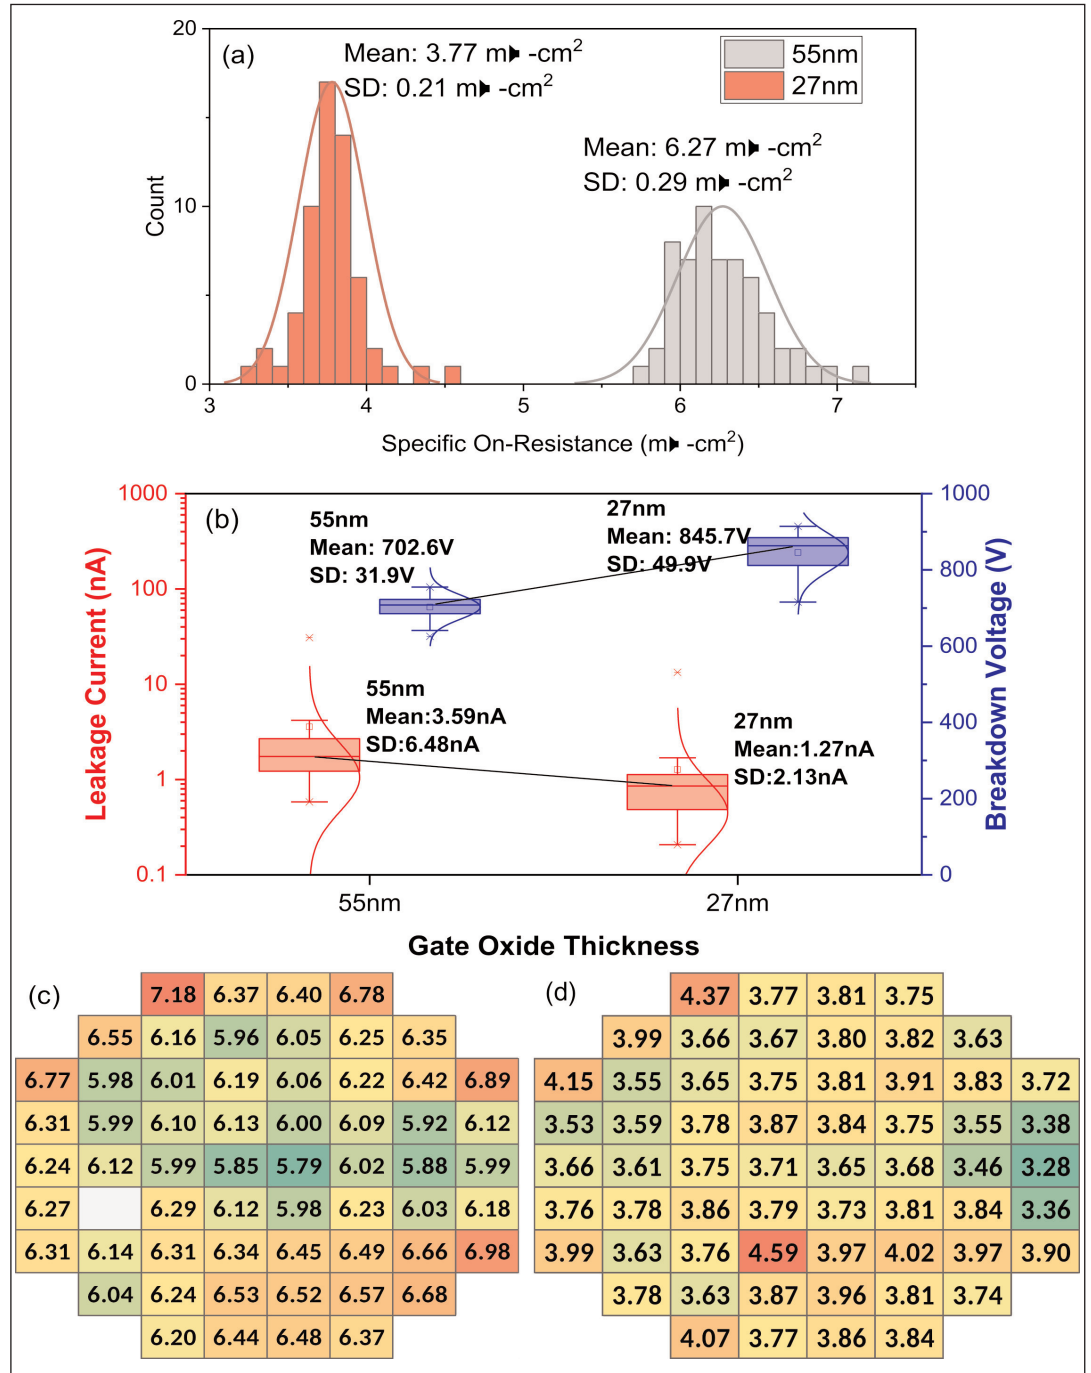 (a)
Mean: 3.77 m▶-cm²
SD: 0.21 m▶-cm²
55nm
27nm
Mean: 6.27 m▶-cm²
SD: 0.29 m▶-cm²
20
10
0
Count
3 4 5 6 7
Specific On-Resistance (m▶-cm²)
(b)
1000
100
10
1
0.1
Leakage Current (nA)
55nm
Mean: 702.6V
SD: 31.9V
27nm
Mean: 845.7V
SD: 49.9V
55nm
Mean:3.59nA
SD:6.48nA
27nm
Mean:1.27nA
SD:2.13nA
1000
800
600
400
200
0
Breakdown Voltage (V)
55nm 27nm
Gate Oxide Thickness
(c)
7.18 6.37 6.40 6.78
6.55 6.16 5.96 6.05 6.25 6.35
6.77 5.98 6.01 6.19 6.06 6.22 6.42 6.89
6.31 5.99 6.10 6.13 6.00 6.09 5.92 6.12
6.24 6.12 5.99 5.85 5.79 6.02 5.88 5.99
6.27 6.29 6.12 5.98 6.23 6.03 6.18
6.31 6.14 6.31 6.34 6.45 6.49 6.66 6.98
6.04 6.24 6.53 6.52 6.57 6.68
6.20 6.44 6.48 6.37
(d)
4.37 3.77 3.81 3.75
3.99 3.66 3.67 3.80 3.82 3.63
4.15 3.55 3.65 3.75 3.81 3.91 3.83 3.72
3.53 3.59 3.78 3.87 3.84 3.75 3.55 3.38
3.66 3.61 3.75 3.71 3.65 3.68 3.46 3.28
3.76 3.78 3.86 3.79 3.73 3.81 3.84 3.36
3.99 3.63 3.76 4.59 3.97 4.02 3.97 3.90
3.78 3.63 3.87 3.96 3.81 3.74
4.07 3.77 3.86 3.84